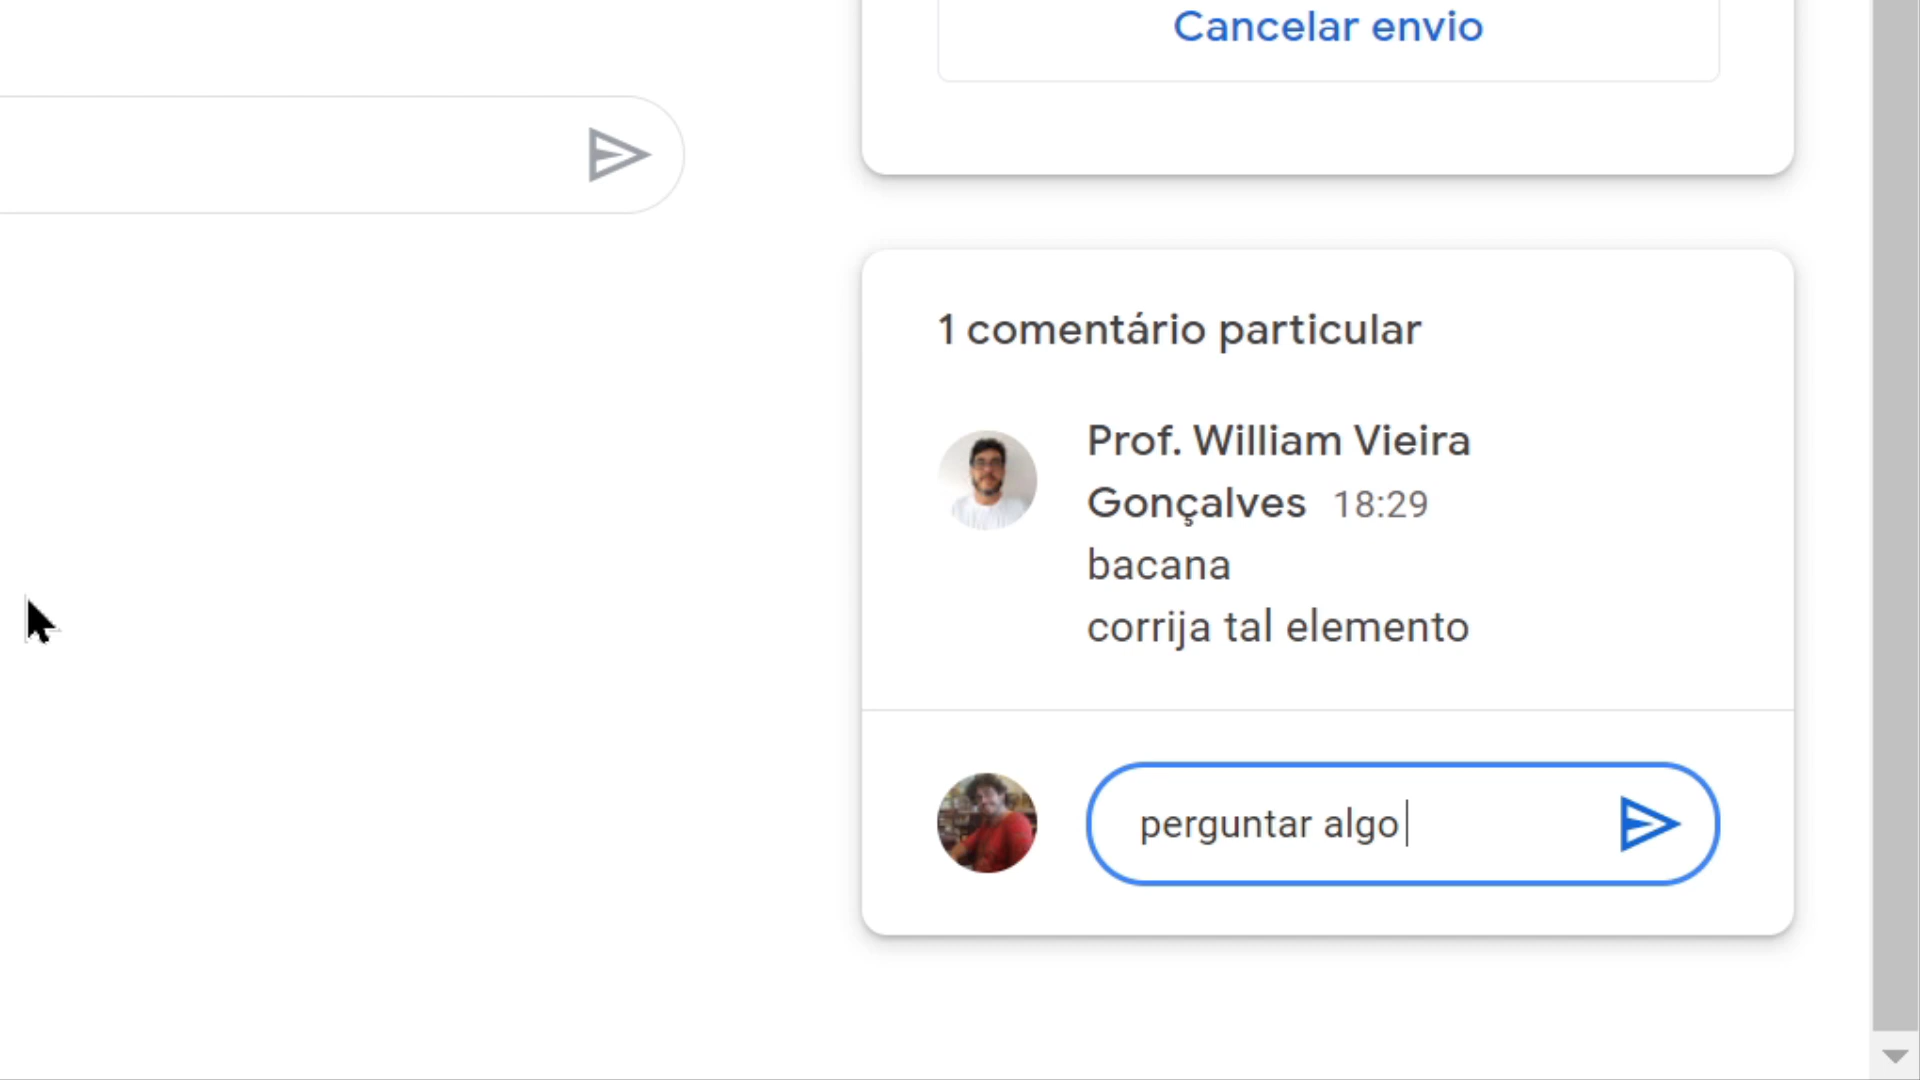 Cancelar envio
1 comentário particular
Prof. William Vieira
Gonçalves 18:29
bacana
corrija tal elemento
perguntar algo